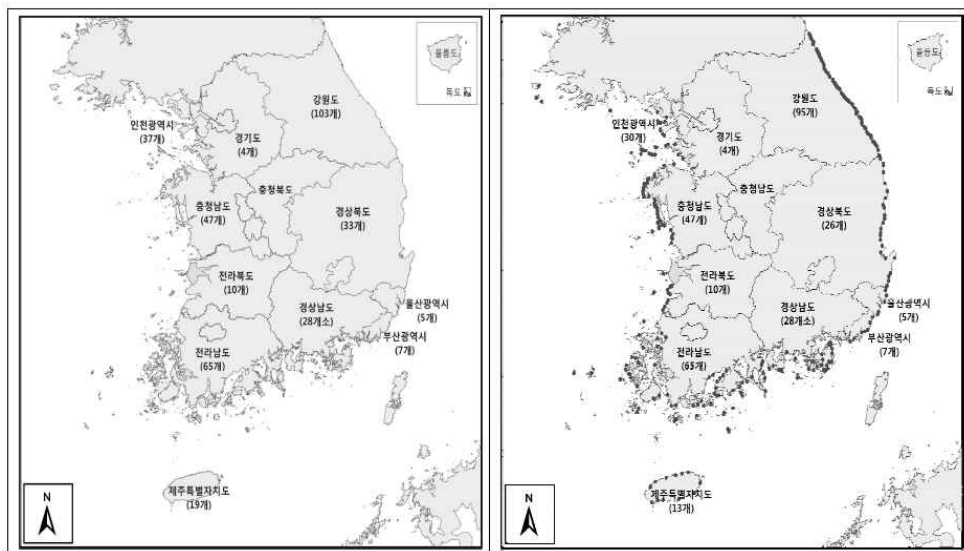 울릉도
독도
강원도
(103개)
인천광역시
(37개)
경기도
(4개)
충청북도
충청남도
(47개)
경상북도
(33개)
전라북도
(10개)
경상남도
(28개소)
울산광역시
(5개)
부산광역시
(7개)
전라남도
(65개)
제주특별자치도
(19개)
N
울릉도
독도
강원도
(95개)
인천광역시
(30개)
경기도
(4개)
충청남도
충청남도
(47개)
경상북도
(26개)
전라북도
(10개)
경상남도
(28개소)
울산광역시
(5개)
부산광역시
(7개)
전라남도
(65개)
제주특별자치도
(13개)
N